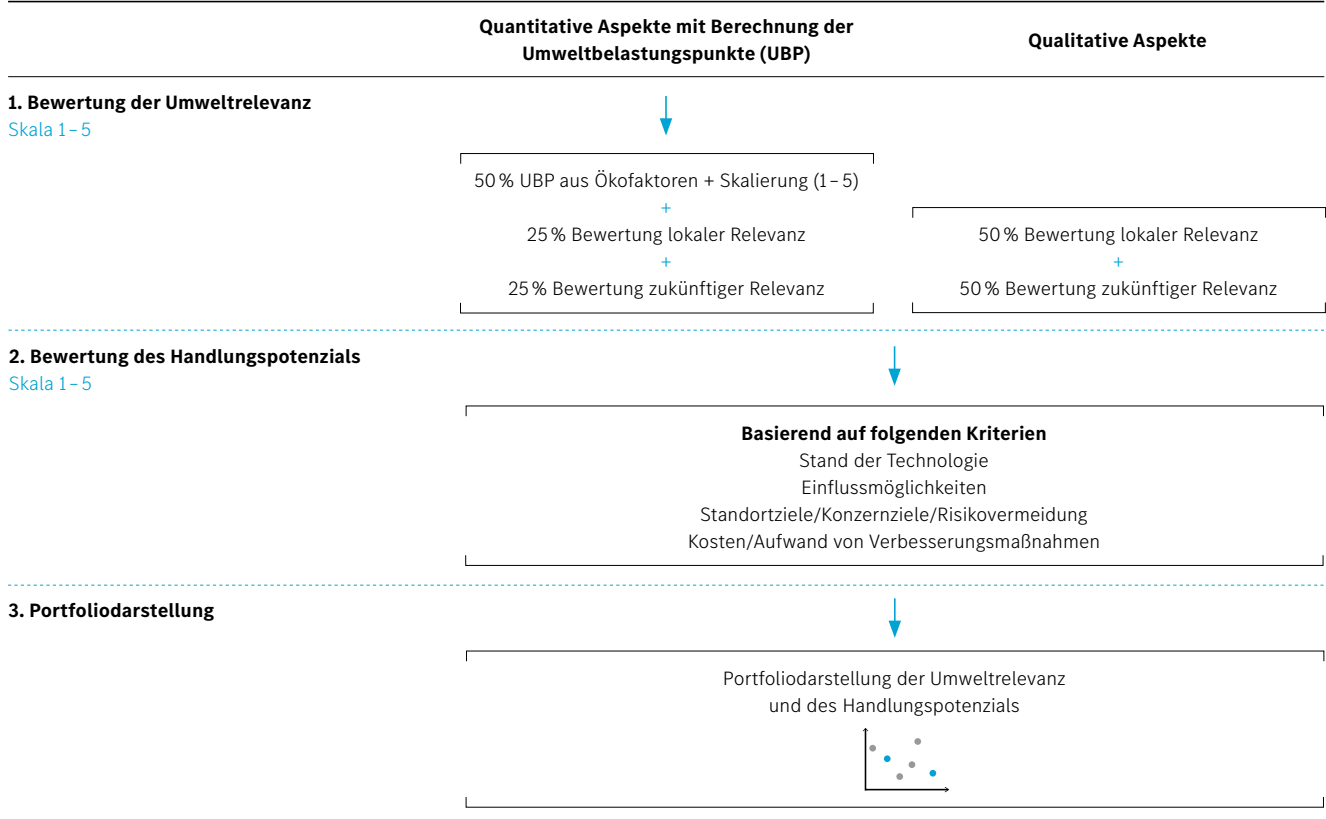 Quantitative Aspekte mit Berechnung der
Umweltbelastungspunkte (UBP)
Qualitative Aspekte
1. Bewertung der Umweltrelevanz
Skala 1 – 5
50 % UBP aus Ökofaktoren + Skalierung (1 – 5)
+
25 % Bewertung lokaler Relevanz
+
25 % Bewertung zukünftiger Relevanz
50 % Bewertung lokaler Relevanz
+
50 % Bewertung zukünftiger Relevanz
2. Bewertung des Handlungspotenzials
Skala 1 – 5
Basierend auf folgenden Kriterien
Stand der Technologie
Einflussmöglichkeiten
Standortziele/Konzernziele/Risikovermeidung
Kosten/Aufwand von Verbesserungsmaßnahmen
3. Portfoliodarstellung
Portfoliodarstellung der Umweltrelevanz
und des Handlungspotenzials